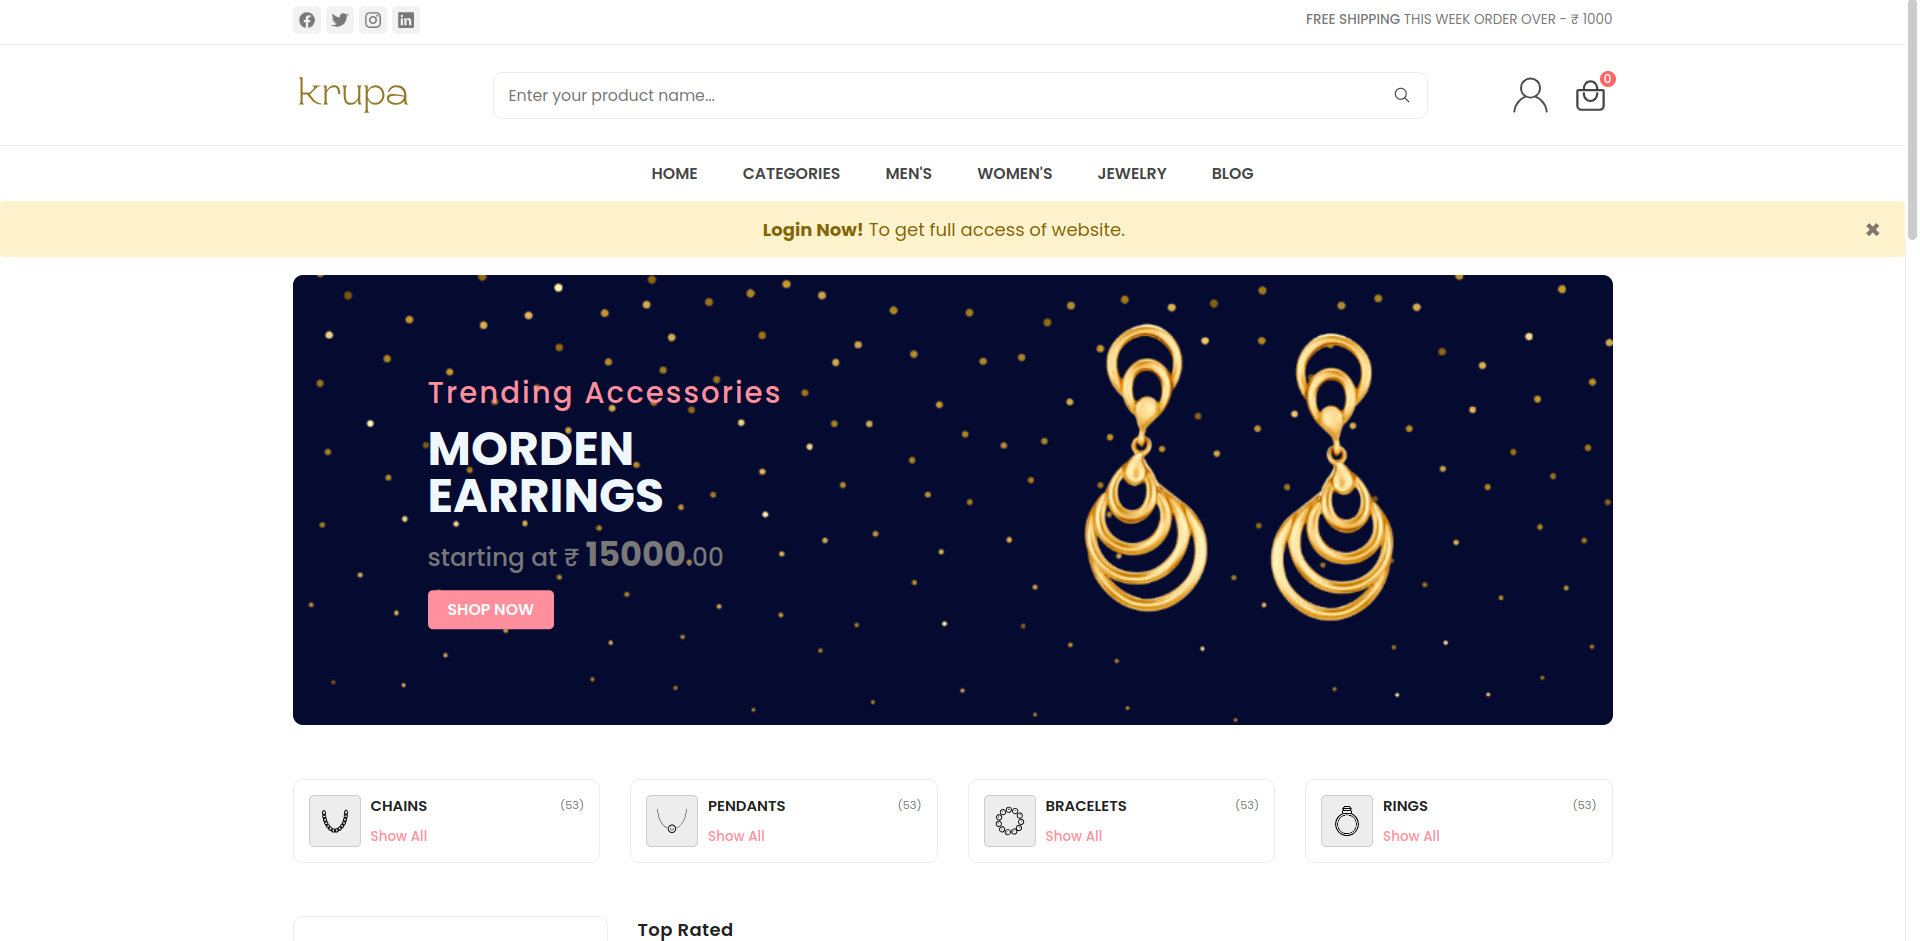 FREE SHIPPING THIS WEEK ORDER OVER - ₹ 1000
krupa
Enter your product name...
0
HOME CATEGORIES MEN'S WOMEN'S JEWELRY BLOG
Login Now! To get full access of website.
Trending Accessories
MORDEN
EARRINGS
starting at ₹ 15000.00
SHOP NOW
CHAINS (53)
Show All
PENDANTS (53)
Show All
BRACELETS (53)
Show All
RINGS (53)
Show All
Top Rated